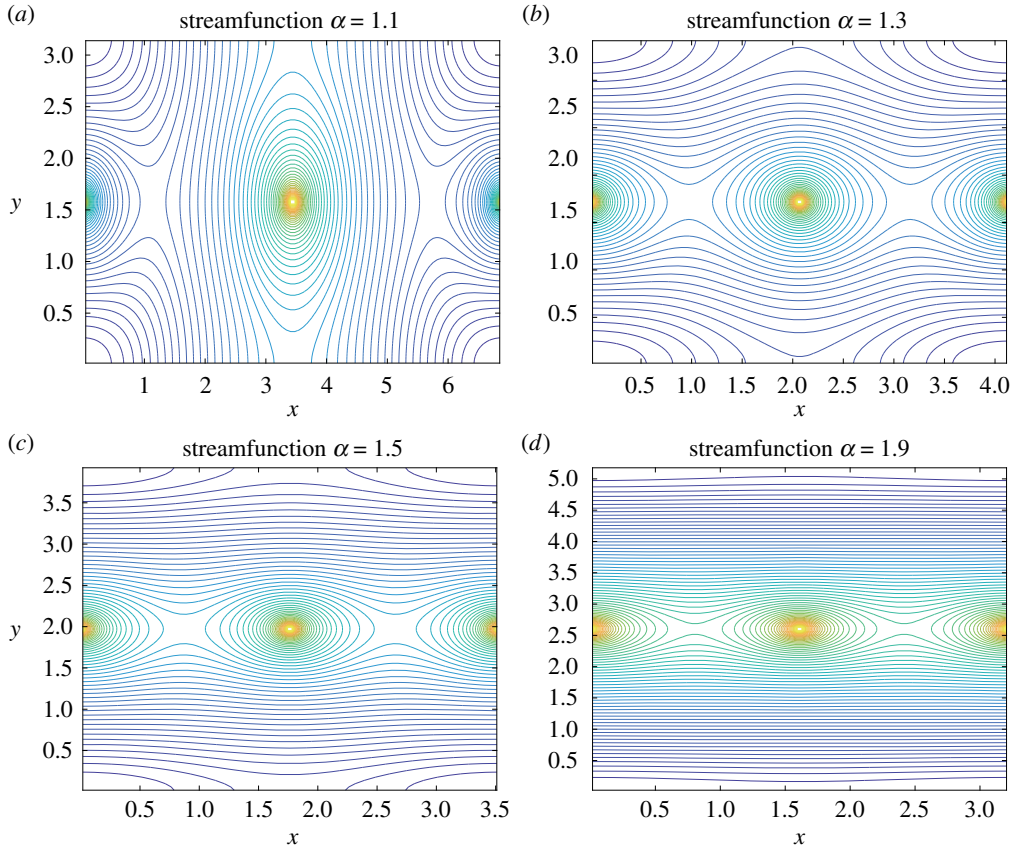 (a) streamfunction α = 1.1
3.0
2.5
2.0
y 1.5
1.0
0.5
1 2 3 4 5 6
x
(b) streamfunction α = 1.3
3.0
2.5
2.0
1.5
1.0
0.5
0.5 1.0 1.5 2.0 2.5 3.0 3.5 4.0
x
(c) streamfunction α = 1.5
3.5
3.0
2.5
y 2.0
1.5
1.0
0.5
0.5 1.0 1.5 2.0 2.5 3.0 3.5
x
(d) streamfunction α = 1.9
5.0
4.5
4.0
3.5
3.0
2.5
2.0
1.5
1.0
0.5
0.5 1.0 1.5 2.0 2.5 3.0
x